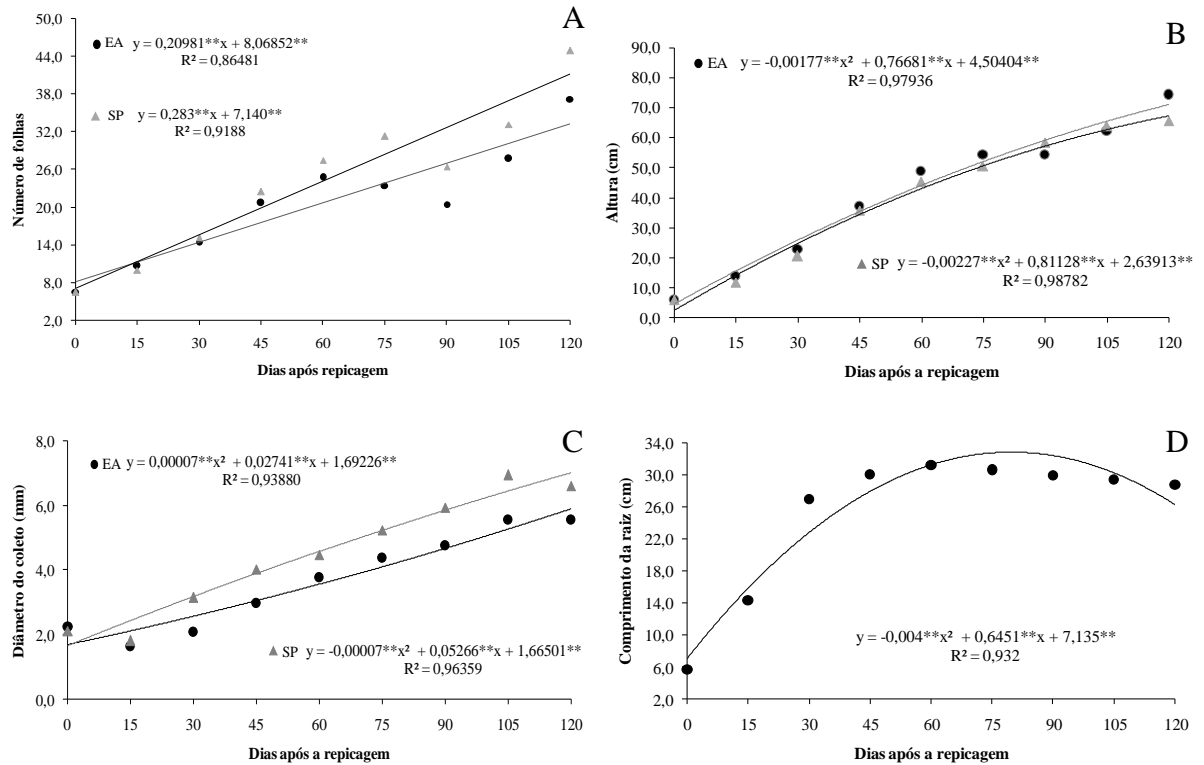 A
50,0
44,0
38,0
32,0
26,0
20,0
14,0
8,0
2,0
Número de folhas
EA y = 0,20981**x + 8,06852**
R² = 0,86481
SP y = 0,283**x + 7,140**
R² = 0,9188
0 15 30 45 60 75 90 105 120
Dias após repicagem
B
90,0
80,0
70,0
60,0
50,0
40,0
30,0
20,0
10,0
0,0
Altura (cm)
EA y = -0,00177**x² + 0,76681**x + 4,50404**
R² = 0,97936
SP y = -0,00227**x² + 0,81128**x + 2,63913**
R² = 0,98782
0 15 30 45 60 75 90 105 120
Dias após a repicagem
C
8,0
6,0
4,0
2,0
0,0
Diâmetro do coleto (mm)
EA y = 0,00007**x² + 0,02741**x + 1,69226**
R² = 0,93880
SP y = -0,00007**x² + 0,05266**x + 1,66501**
R² = 0,96359
0 15 30 45 60 75 90 105 120
Dias após a repicagem
D
34,0
30,0
26,0
22,0
18,0
14,0
10,0
6,0
2,0
Comprimento da raiz (cm)
y = -0,004**x² + 0,6451**x + 7,135**
R² = 0,932
0 15 30 45 60 75 90 105 120
Dias após a repicagem